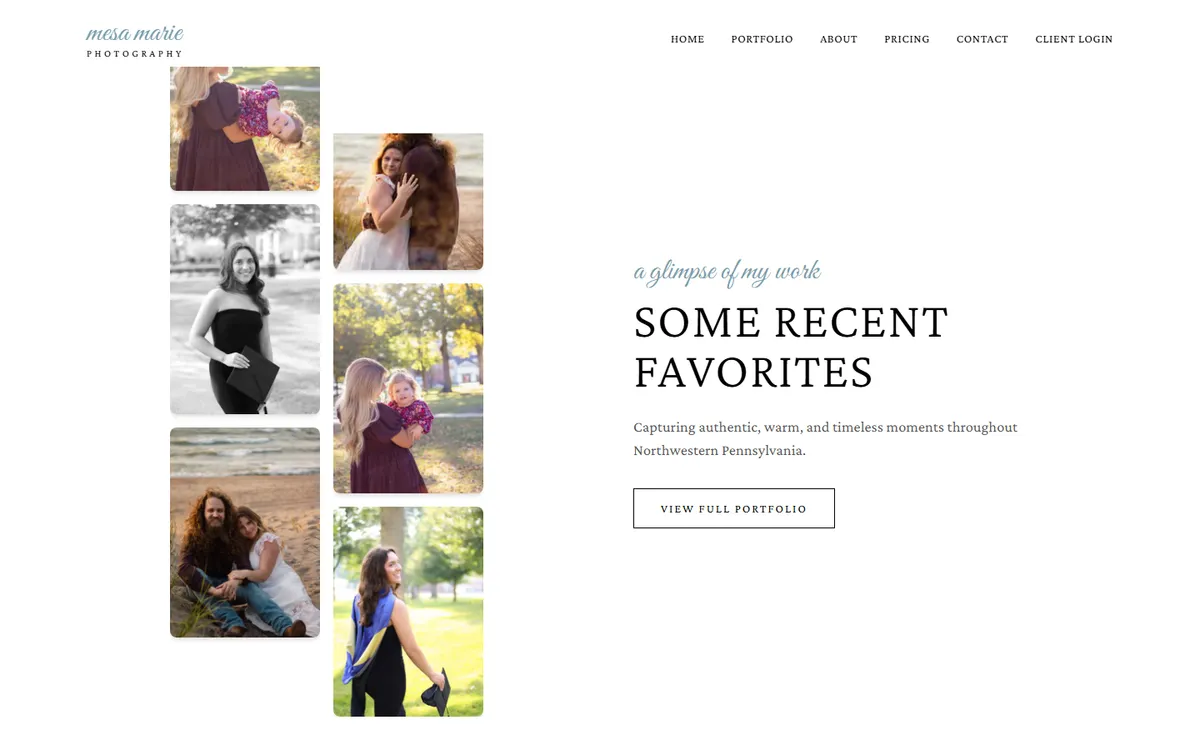 mesa marie
PHOTOGRAPHY
HOME PORTFOLIO ABOUT PRICING CONTACT CLIENT LOGIN
a glimpse of my work
SOME RECENT
FAVORITES
Capturing authentic, warm, and timeless moments throughout
Northwestern Pennsylvania.
VIEW FULL PORTFOLIO